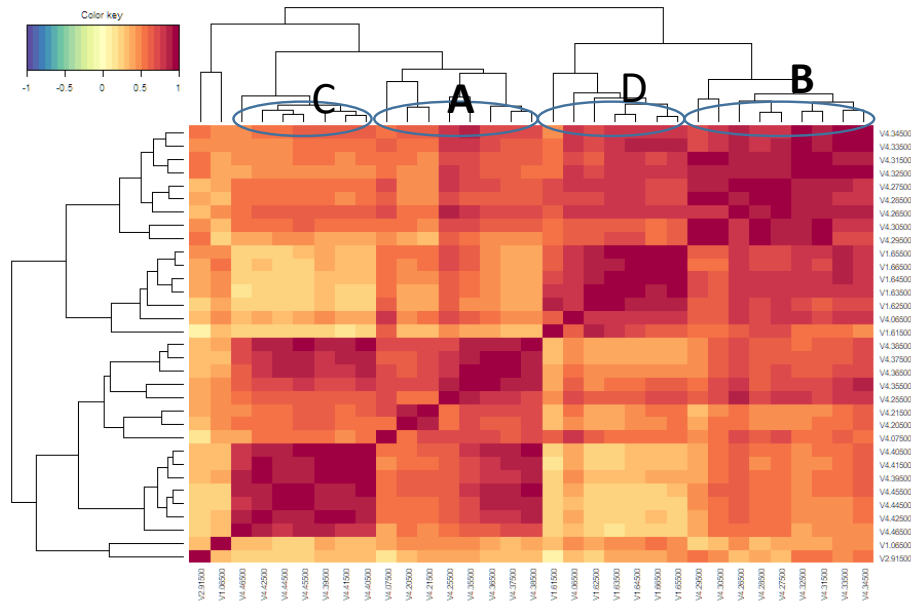 Color key
-1
-0.5
0
0.5
1
C
A
D
B
V4.34500
V4.33500
V4.31500
V4.32500
V4.27500
V4.28500
V4.26500
V4.30500
V4.29500
V1.65500
V1.66500
V1.64500
V1.63500
V1.62500
V4.06500
V1.61500
V4.38500
V4.37500
V4.36500
V4.35500
V4.25500
V4.21500
V4.20500
V4.07500
V4.40500
V4.41500
V4.39500
V4.45500
V4.44500
V4.42500
V4.46500
V1.06500
V2.91500
V2.91500
V1.06500
V4.46500
V4.42500
V4.44500
V4.45500
V4.39500
V4.41500
V4.40500
V4.07500
V4.20500
V4.21500
V4.25500
V4.35500
V4.36500
V4.37500
V4.38500
V1.61500
V4.06500
V1.62500
V1.63500
V1.64500
V1.66500
V1.65500
V4.29500
V4.30500
V4.26500
V4.28500
V4.27500
V4.32500
V4.31500
V4.33500
V4.34500